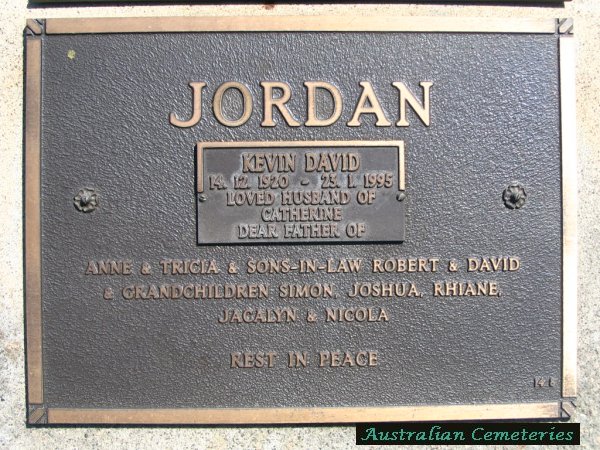 JORDAN
KEVIN DAVID
14. 12. 1920 - 23. 1. 1995
LOVED HUSBAND OF
CATHERINE
DEAR FATHER OF
ANNE & TRICIA & SONS-IN-LAW ROBERT & DAVID
& GRANDCHILDREN SIMON, JOSHUA, RHIANE,
JACALYN & NICOLA
REST IN PEACE
Australian Cemeteries